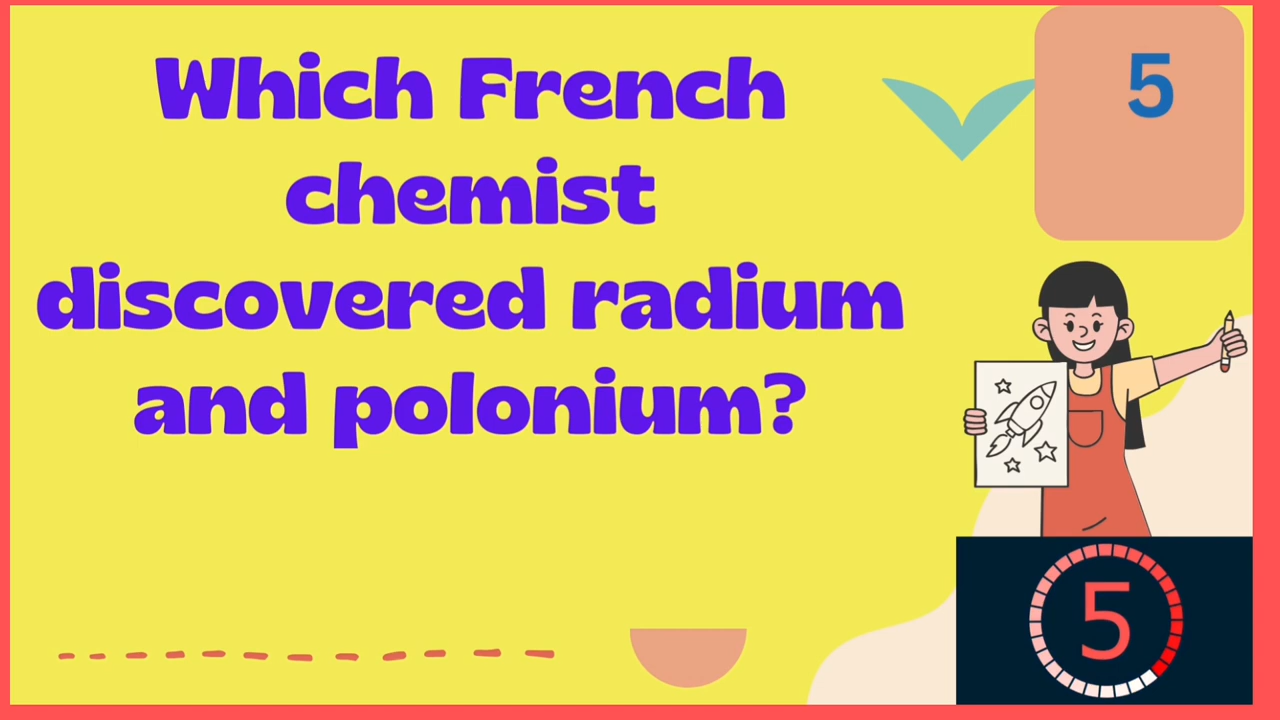 Which French
chemist
discovered radium
and polonium?
5
5